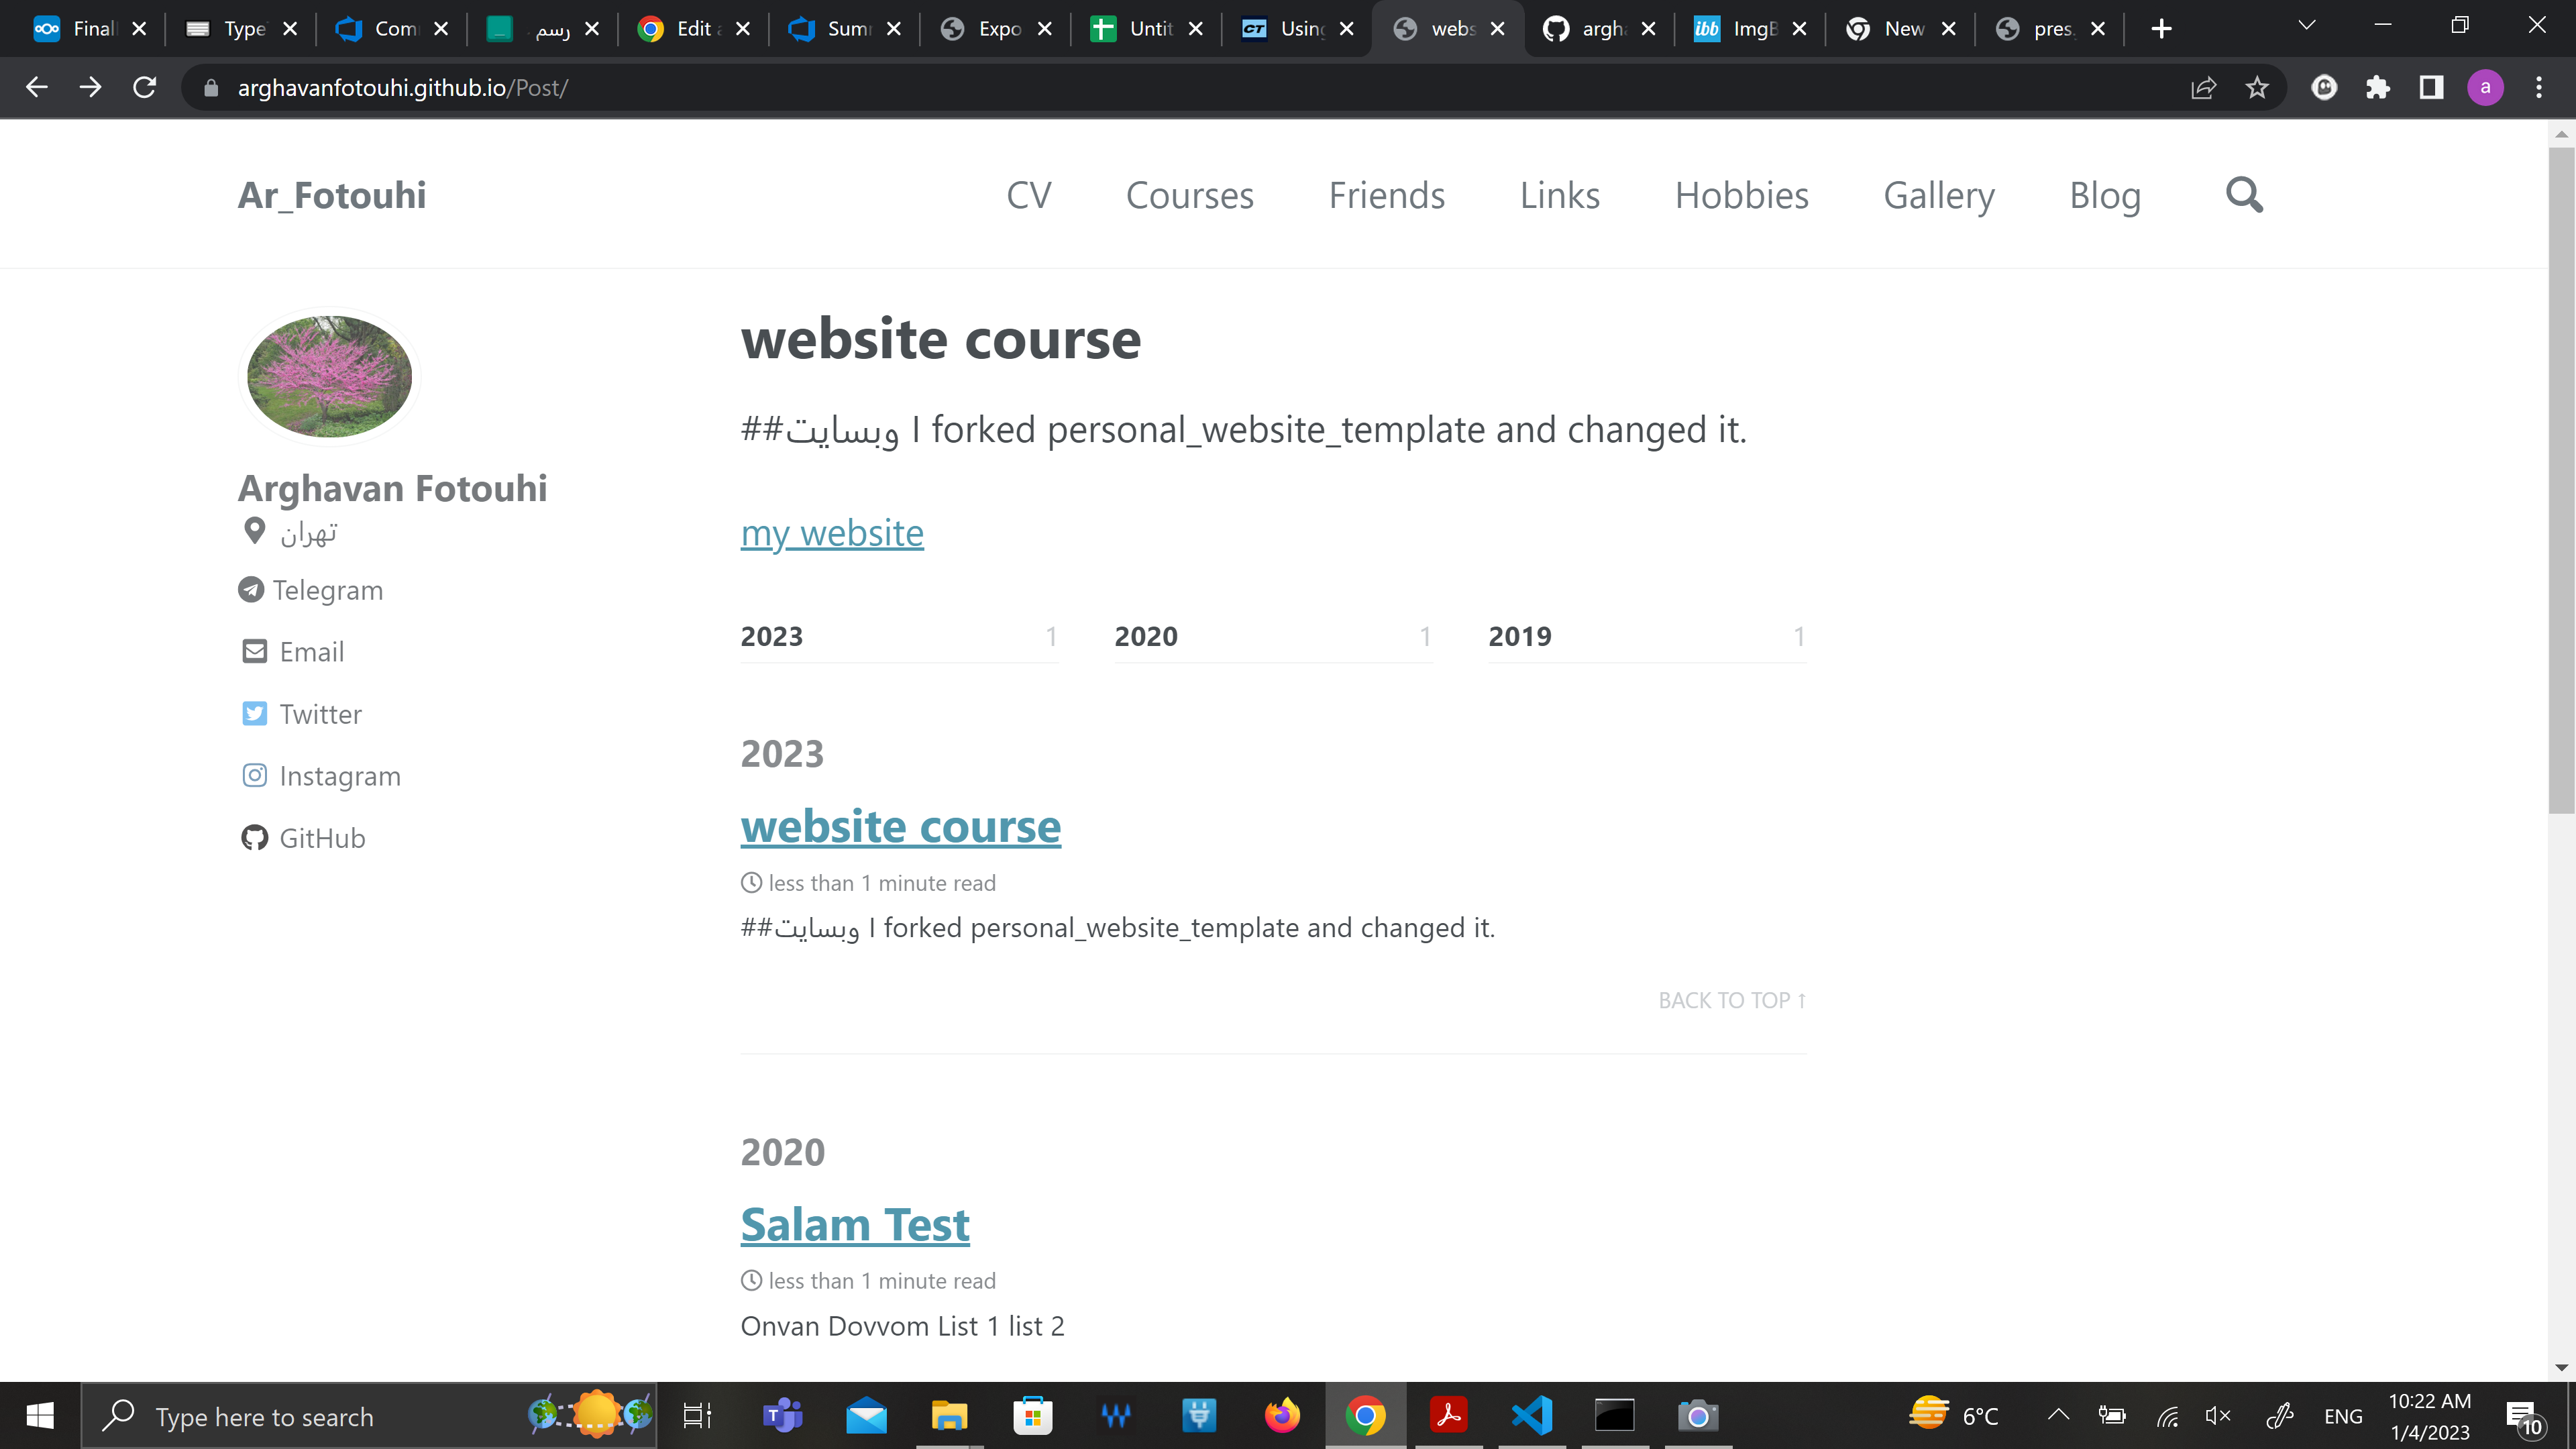 Final
Type
Com
رسم
Edit a
Sum
Expo
Untit
Using
webs
argha
ImgB
New
pres
arghavanfotouhi.github.io/Post/
a
Ar_Fotouhi
CV
Courses
Friends
Links
Hobbies
Gallery
Blog
Arghavan Fotouhi
تهران
Telegram
Email
Twitter
Instagram
GitHub
website course
##وبسایت I forked personal_website_template and changed it.
my website
2023 1
2020 1
2019 1
2023
website course
less than 1 minute read
##وبسایت I forked personal_website_template and changed it.
BACK TO TOP ↑
2020
Salam Test
less than 1 minute read
Onvan Dovvom List 1 list 2
Type here to search
6°C
ENG
10:22 AM
1/4/2023
10